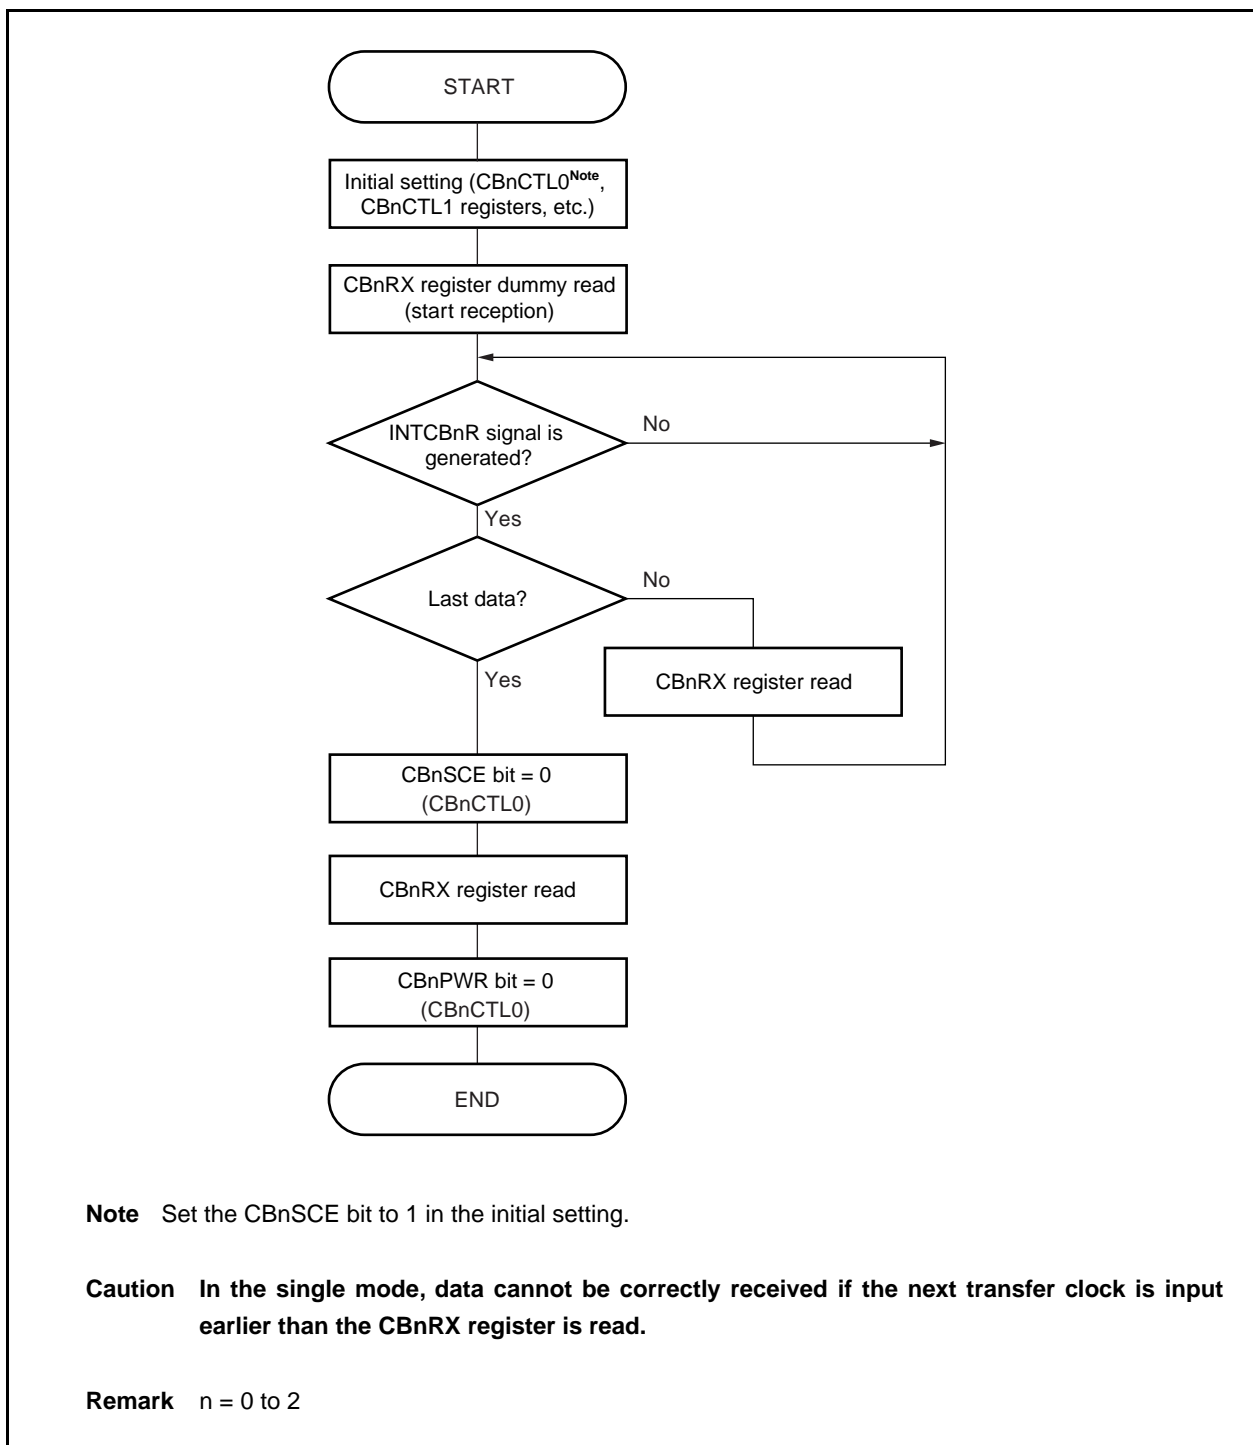 START
Initial setting (CBnCTL0Note,
CBnCTL1 registers, etc.)
CBnRX register dummy read
(start reception)
INTCBnR signal is
generated?
No
Yes
Last data?
No
CBnRX register read
Yes
CBnSCE bit = 0
(CBnCTL0)
CBnRX register read
CBnPWR bit = 0
(CBnCTL0)
END
Note Set the CBnSCE bit to 1 in the initial setting.
Caution In the single mode, data cannot be correctly received if the next transfer clock is input
earlier than the CBnRX register is read.
Remark n = 0 to 2